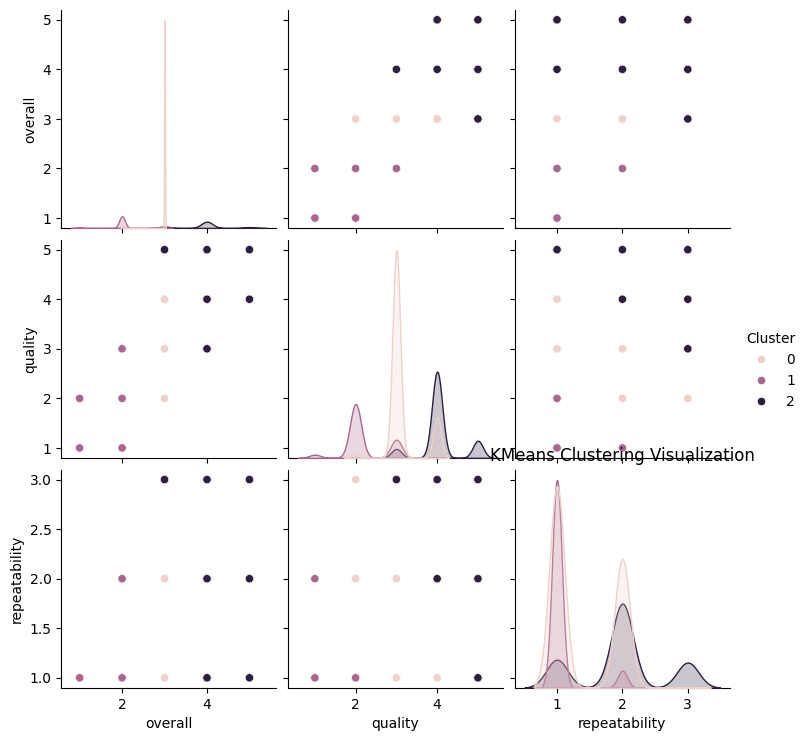 5
4
3
2
1
overall
5
4
3
2
1
quality
Cluster
0
1
2
KMeans Clustering Visualization
3.0
2.5
2.0
1.5
1.0
repeatability
2 4 2 4 1 2 3
overall quality repeatability